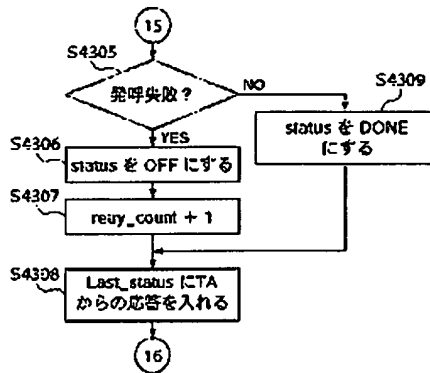 15
S4305
発呼失敗?
NO
S4309
status を DONE
にする
YES
S4306
status を OFF にする
S4307
retry_count + 1
S4308
Last_status にTA
からの応答を入れる
16